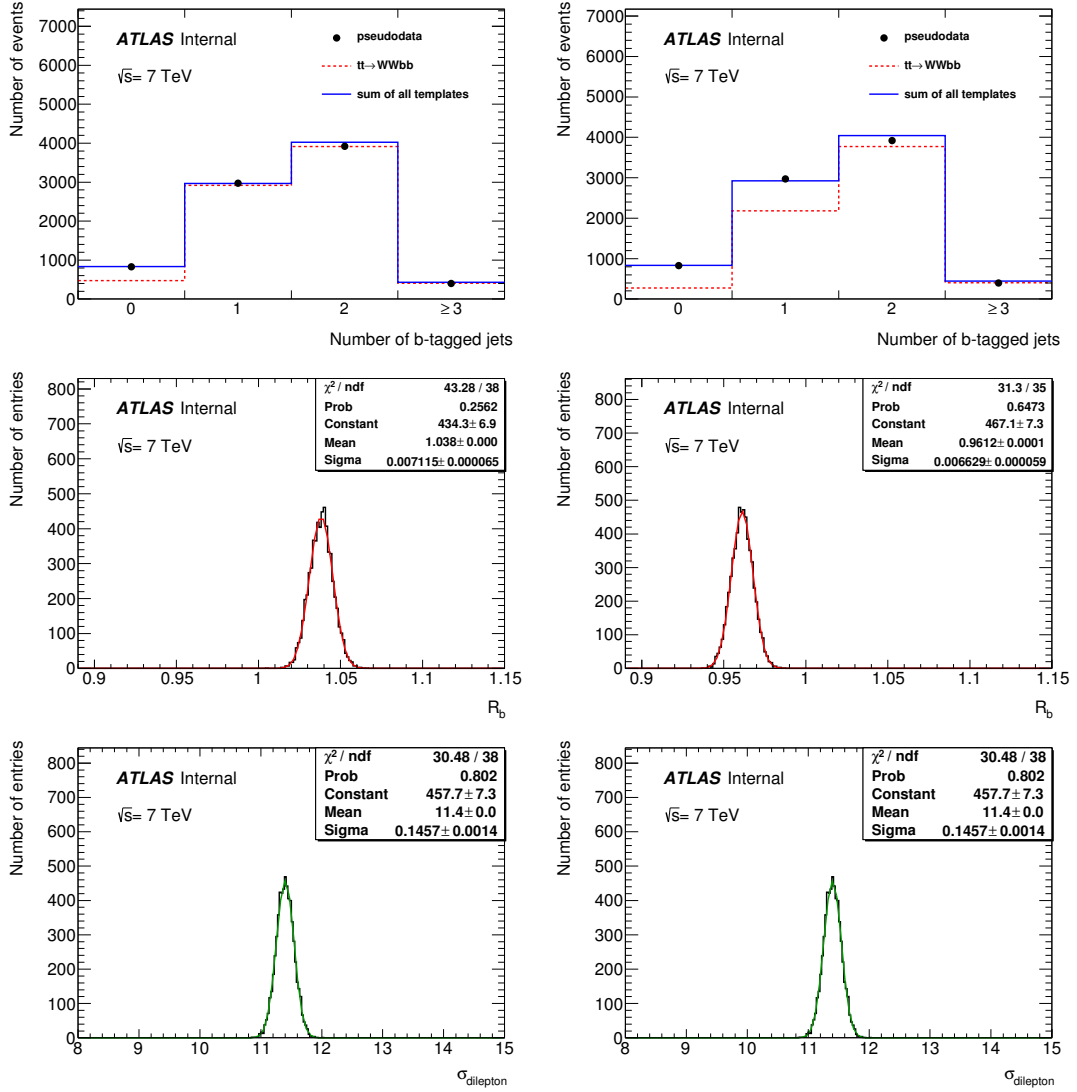 Number of events
7000
6000
5000
4000
3000
2000
1000
0
ATLAS Internal
√s= 7 TeV
pseudodata
tt→WWbb
sum of all templates
0 1 2 ≥3
Number of b-tagged jets
Number of events
7000
6000
5000
4000
3000
2000
1000
0
ATLAS Internal
√s= 7 TeV
pseudodata
tt→WWbb
sum of all templates
0 1 2 ≥3
Number of b-tagged jets
Number of entries
800
700
600
500
400
300
200
100
0
ATLAS Internal
√s= 7 TeV
χ² / ndf 43.28 / 38
Prob 0.2562
Constant 434.3± 6.9
Mean 1.038± 0.000
Sigma 0.007115± 0.000065
0.9 0.95 1 1.05 1.1 1.15
R_b
Number of entries
800
700
600
500
400
300
200
100
0
ATLAS Internal
√s= 7 TeV
χ² / ndf 31.3 / 35
Prob 0.6473
Constant 467.1± 7.3
Mean 0.9612± 0.0001
Sigma 0.006629± 0.000059
0.9 0.95 1 1.05 1.1 1.15
R_b
Number of entries
800
700
600
500
400
300
200
100
0
ATLAS Internal
√s= 7 TeV
χ² / ndf 30.48 / 38
Prob 0.802
Constant 457.7± 7.3
Mean 11.4± 0.0
Sigma 0.1457± 0.0014
8 9 10 11 12 13 14 15
σ_dilepton
Number of entries
800
700
600
500
400
300
200
100
0
ATLAS Internal
√s= 7 TeV
χ² / ndf 30.48 / 38
Prob 0.802
Constant 457.7± 7.3
Mean 11.4± 0.0
Sigma 0.1457± 0.0014
8 9 10 11 12 13 14 15
σ_dilepton